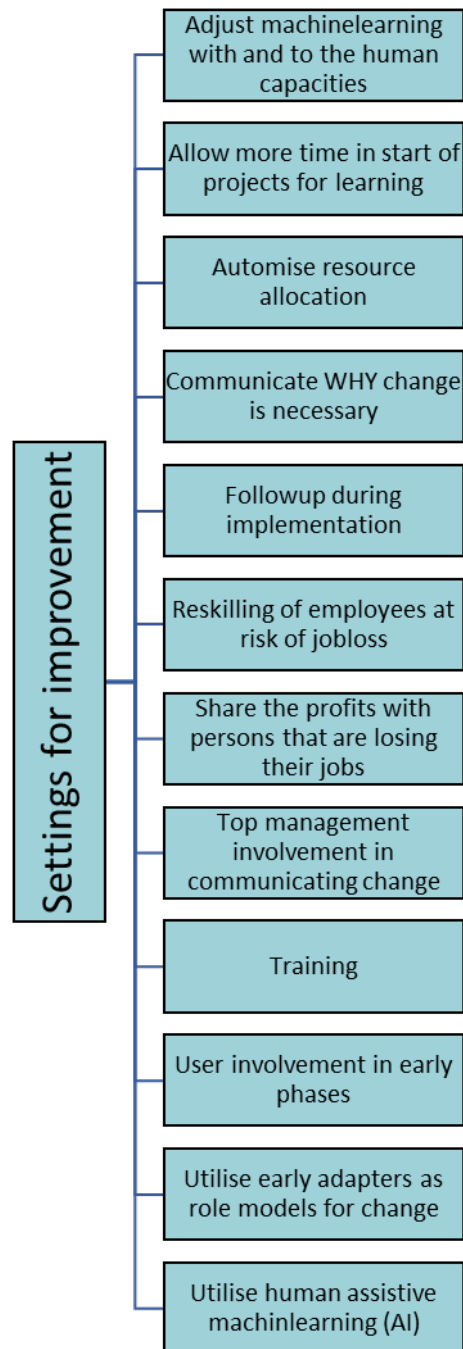 Settings for improvement
Adjust machinelearning
with and to the human
capacities
Allow more time in start of
projects for learning
Automise resource
allocation
Communicate WHY change
is necessary
Followup during
implementation
Reskilling of employees at
risk of jobloss
Share the profits with
persons that are losing
their jobs
Top management
involvement in
communicating change
Training
User involvement in early
phases
Utilise early adapters as
role models for change
Utilise human assistive
machinlearning (AI)